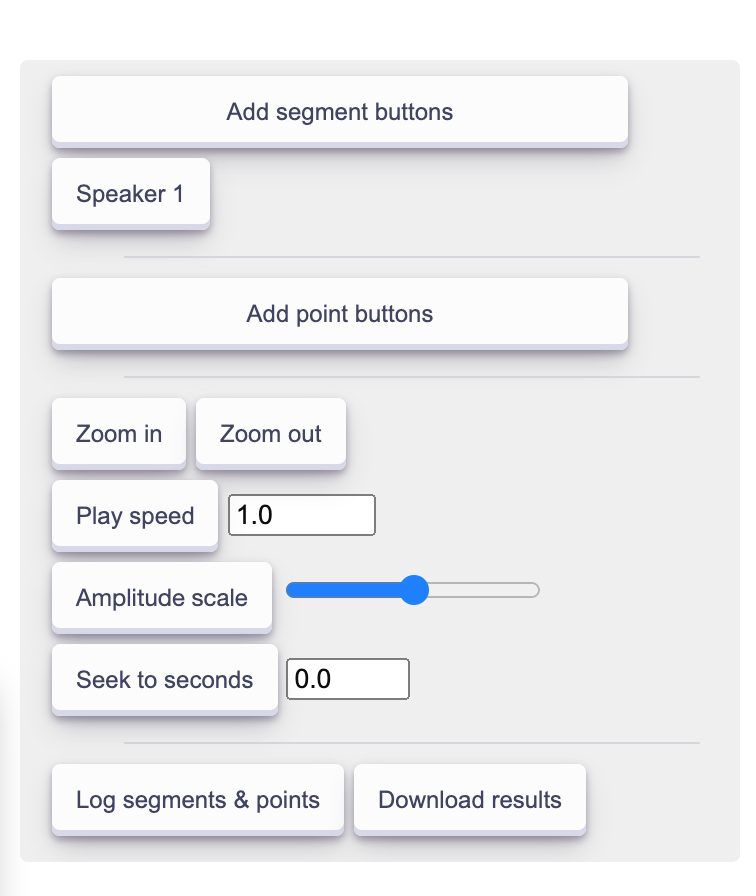 Add segment buttons
Speaker 1
Add point buttons
Zoom in Zoom out
Play speed 1.0
Amplitude scale
Seek to seconds 0.0
Log segments & points Download results